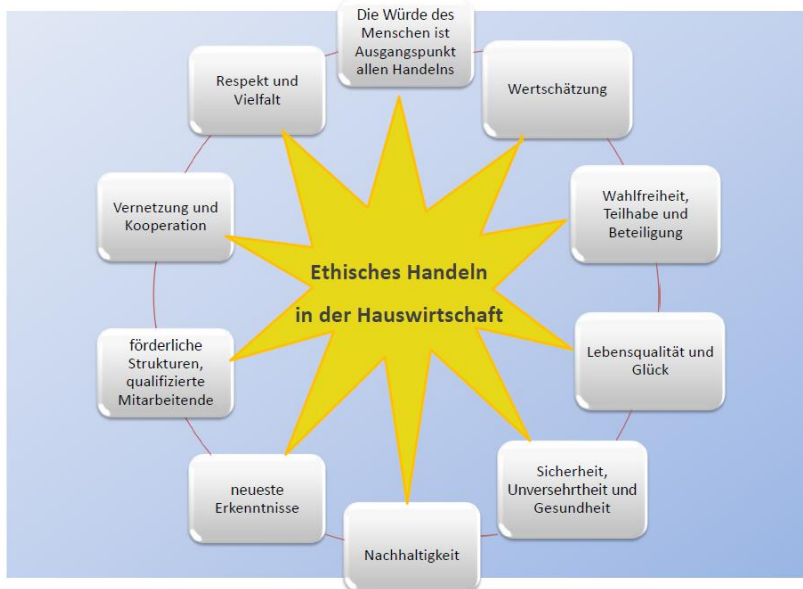 Die Würde des
Menschen ist
Ausgangspunkt
allen Handelns
Wertschätzung
Wahlfreiheit,
Teilhabe und
Beteiligung
Lebensqualität und
Glück
Sicherheit,
Unversehrtheit und
Gesundheit
Nachhaltigkeit
neueste
Erkenntnisse
förderliche
Strukturen,
qualifizierte
Mitarbeitende
Vernetzung und
Kooperation
Respekt und
Vielfalt
Ethisches Handeln
in der Hauswirtschaft